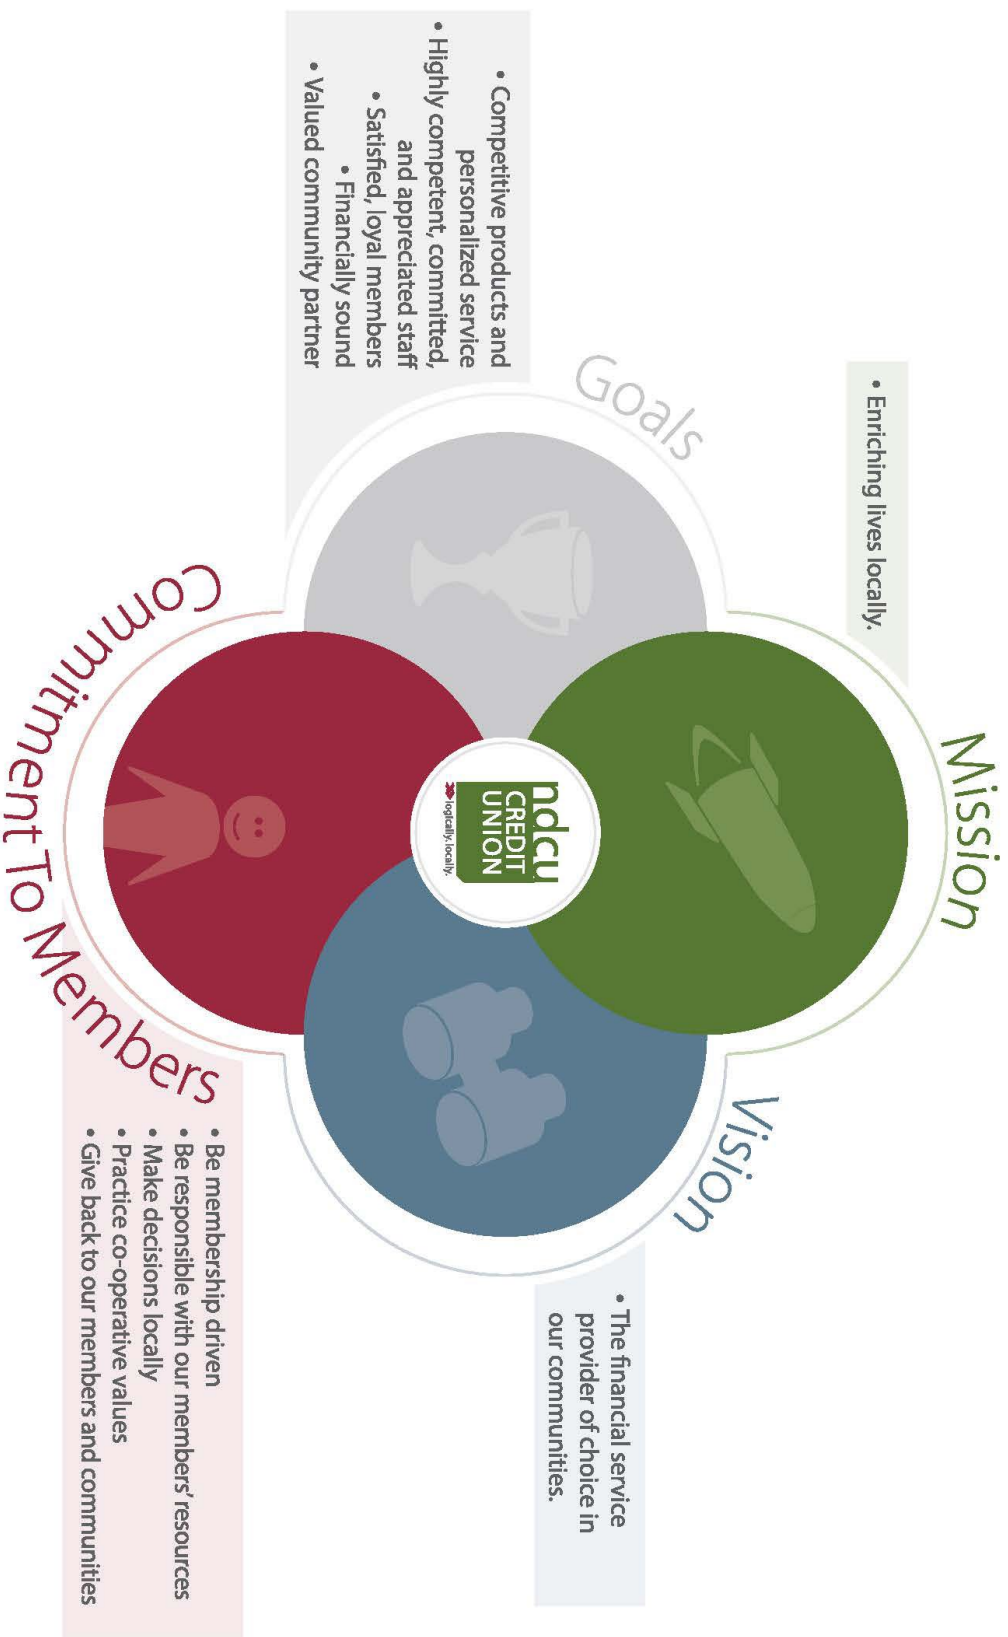 Mission
• Enriching lives locally.
Goals
• Competitive products and
personalized service
• Highly competent, committed,
and appreciated staff
• Satisfied, loyal members
• Financially sound
• Valued community partner
ndcu
CREDIT
UNION
logically. locally.
Vision
• The financial service
provider of choice in
our communities.
Commitment To Members
• Be membership driven
• Be responsible with our members' resources
• Make decisions locally
• Practice co-operative values
• Give back to our members and communities